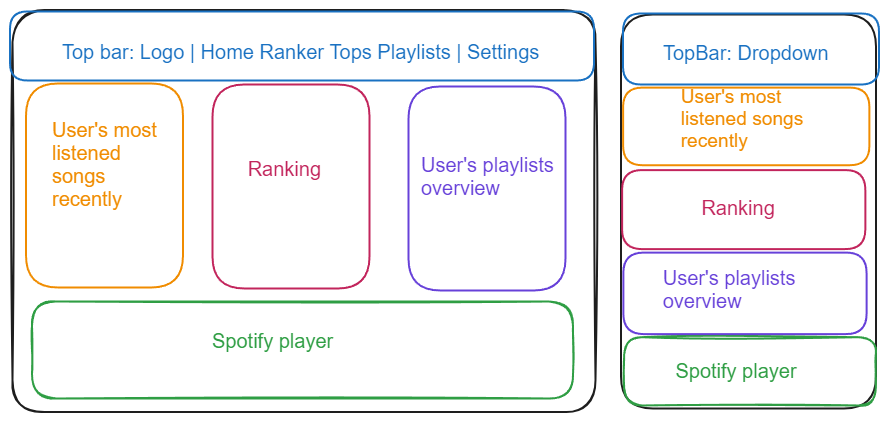 Top bar: Logo | Home Ranker Tops Playlists | Settings
User's most
listened
songs
recently
Ranking
User's playlists
overview
Spotify player
TopBar: Dropdown
User's most
listened songs
recently
Ranking
User's playlists
overview
Spotify player